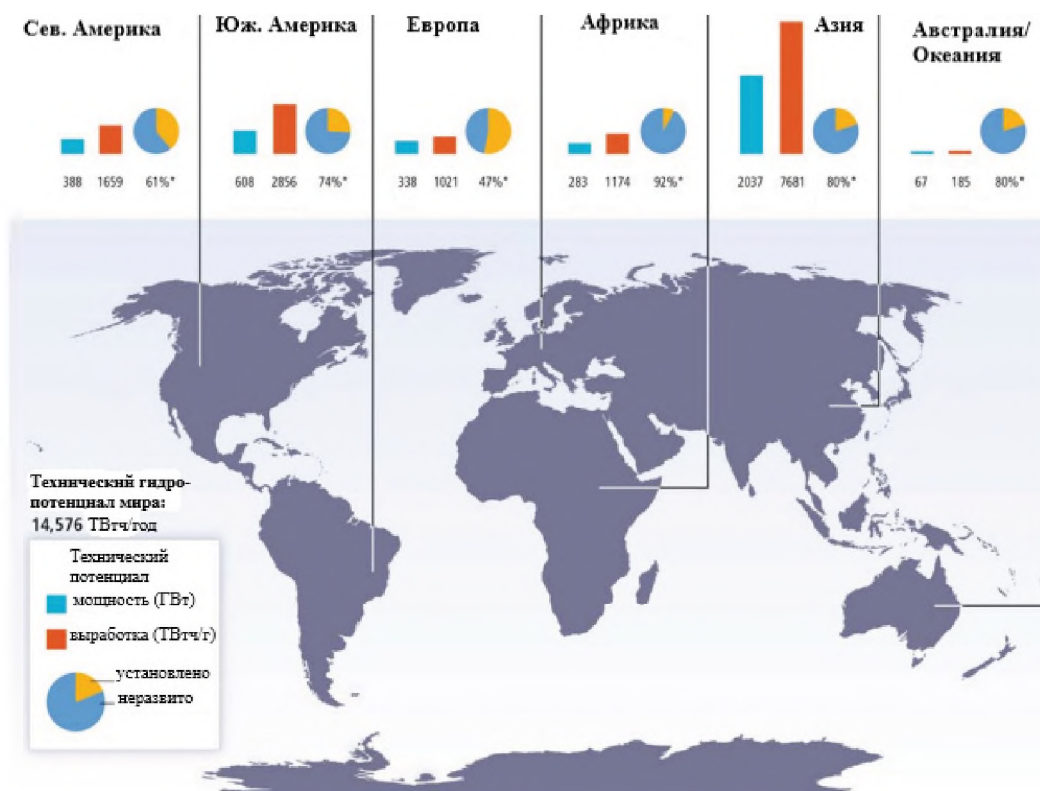 Сев. Америка
Юж. Америка
Европа
Африка
Азия
Австралия/
Океания
388 1659 61%*
608 2856 74%*
338 1021 47%*
283 1174 92%*
2037 7681 80%*
67 185 80%*
Технический гидро-
потенциал мира:
14,576 ТВтч/год
Технический
потенциал
мощность (ГВт)
выработка (ТВтч/г)
установлено
неразвито